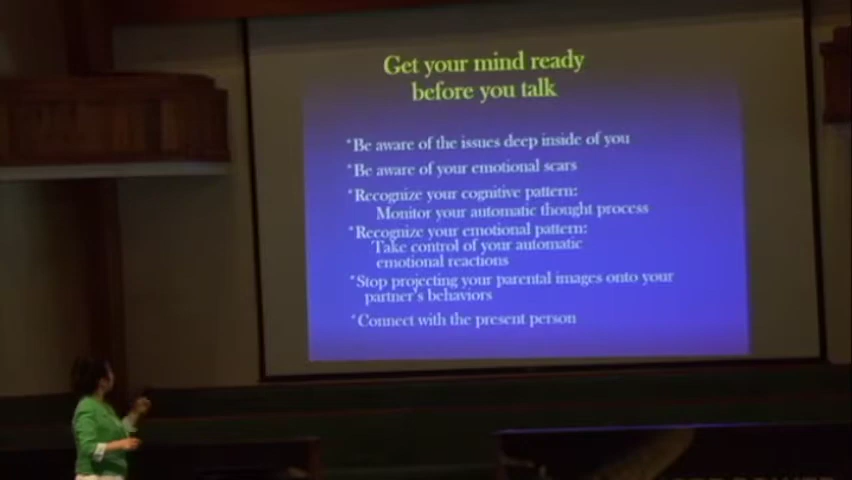 Get your mind ready
before you talk
*Be aware of the issues deep inside of you
*Be aware of your emotional scars
*Recognize your cognitive pattern:
Monitor your automatic thought process
*Recognize your emotional pattern:
Take control of your automatic
emotional reactions
*Stop projecting your parental images onto your
partner's behaviors
*Connect with the present person